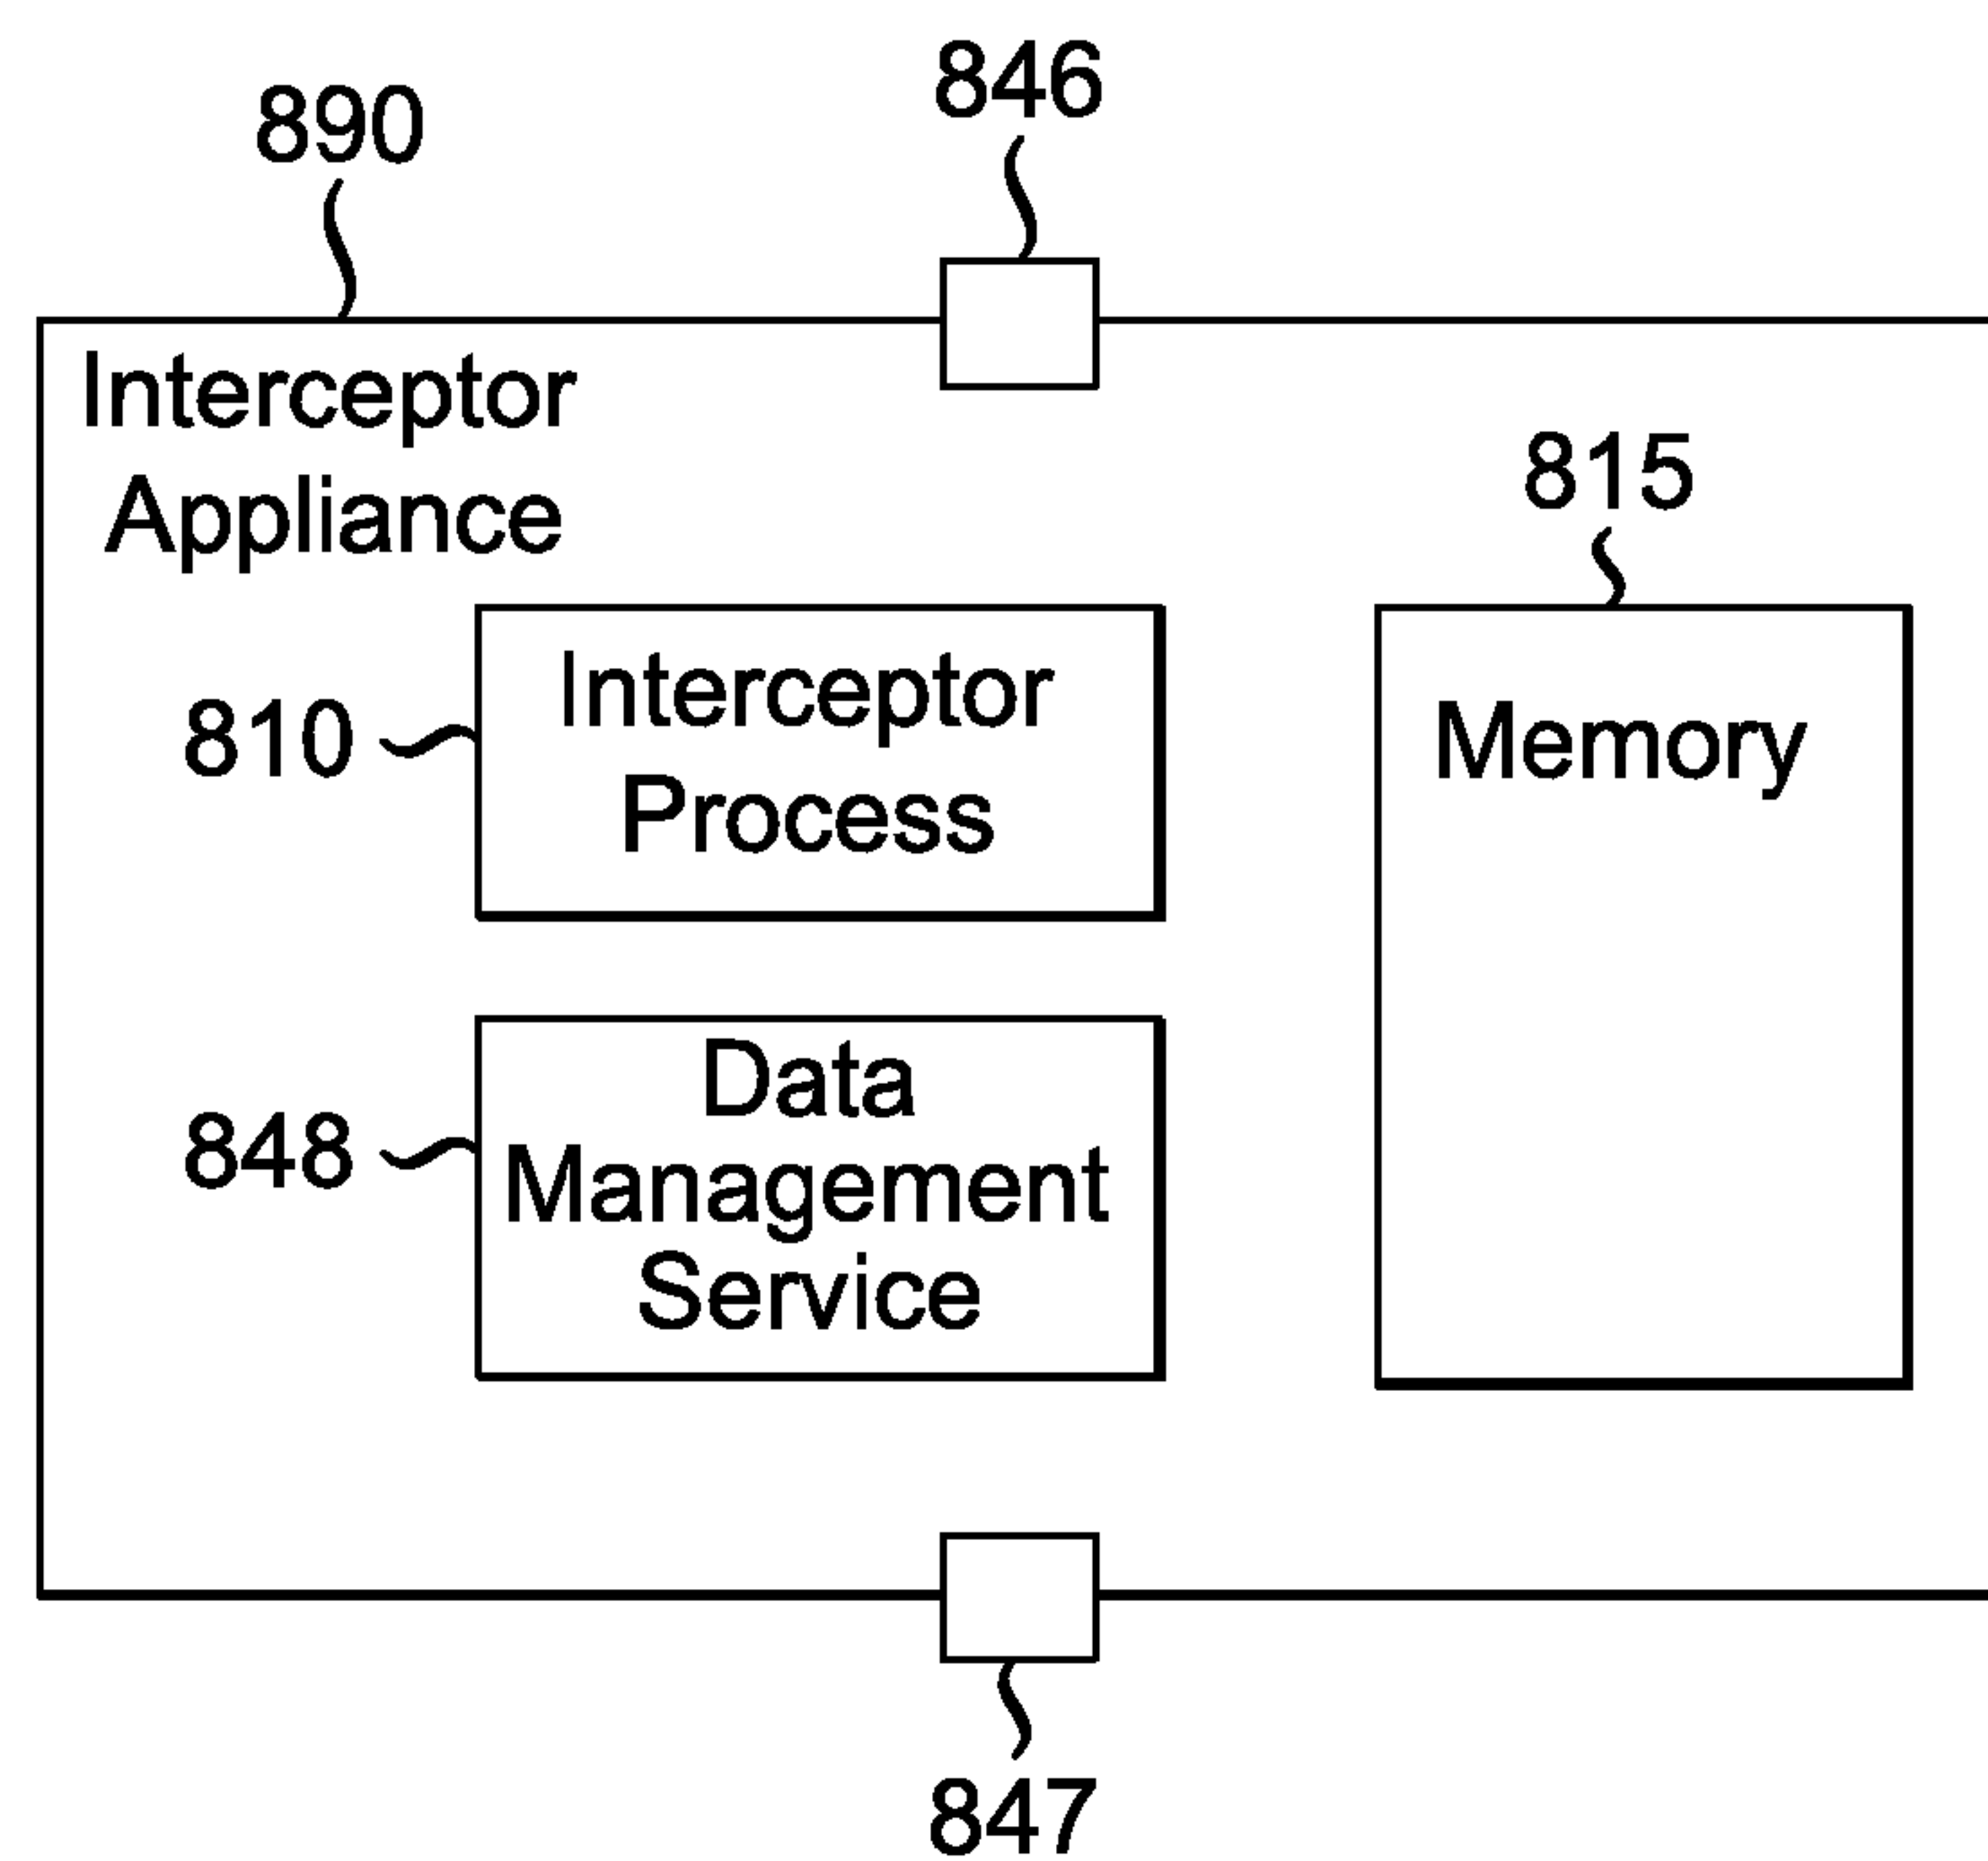 846
890
Interceptor
Appliance
815
810
Interceptor
Process
Memory
848
Data
Management
Service
847